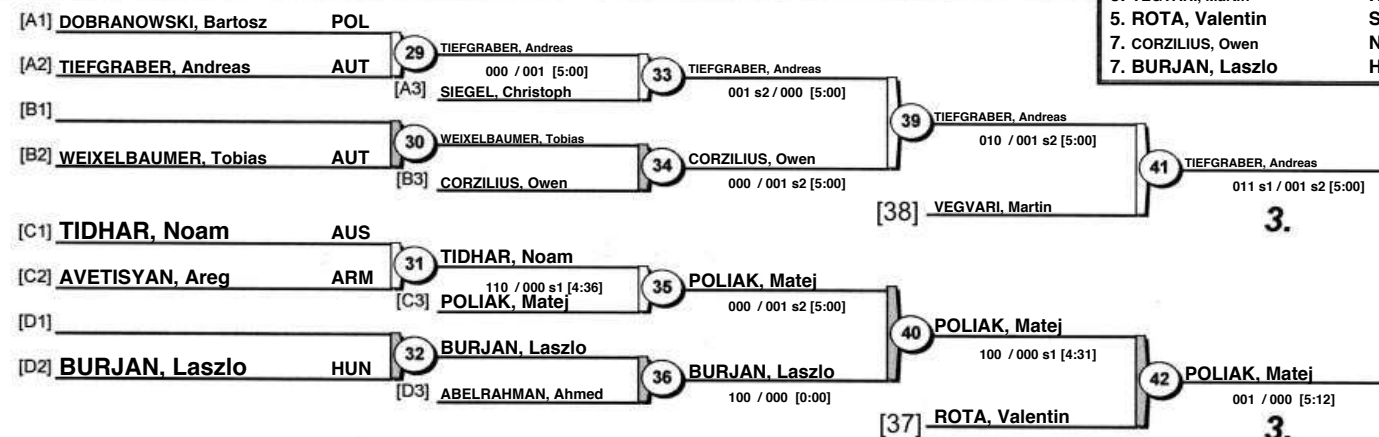 5. ROTA, Valentin S
7. CORZILIUS, Owen N
7. BURJAN, Laszlo H
[A1] DOBRANOWSKI, Bartosz POL
[A2] TIEFGRABER, Andreas AUT
29 TIEFGRABER, Andreas
000 / 001 [5:00]
[A3] SIEGEL, Christoph
33 TIEFGRABER, Andreas
001 s2 / 000 [5:00]
[B1]
[B2] WEIXELBAUMER, Tobias AUT
30 WEIXELBAUMER, Tobias
[B3] CORZILIUS, Owen
34 CORZILIUS, Owen
000 / 001 s2 [5:00]
39 TIEFGRABER, Andreas
010 / 001 s2 [5:00]
[38] VEGVARI, Martin
41 TIEFGRABER, Andreas
011 s1 / 001 s2 [5:00]
3.
[C1] TIDHAR, Noam AUS
[C2] AVETISYAN, Areg ARM
31 TIDHAR, Noam
110 / 000 s1 [4:36]
[C3] POLIAK, Matej
35 POLIAK, Matej
000 / 001 s2 [5:00]
[D1]
[D2] BURJAN, Laszlo HUN
32 BURJAN, Laszlo
[D3] ABELRAHMAN, Ahmed
36 BURJAN, Laszlo
100 / 000 [0:00]
40 POLIAK, Matej
100 / 000 s1 [4:31]
[37] ROTA, Valentin
42 POLIAK, Matej
001 / 000 [5:12]
3.